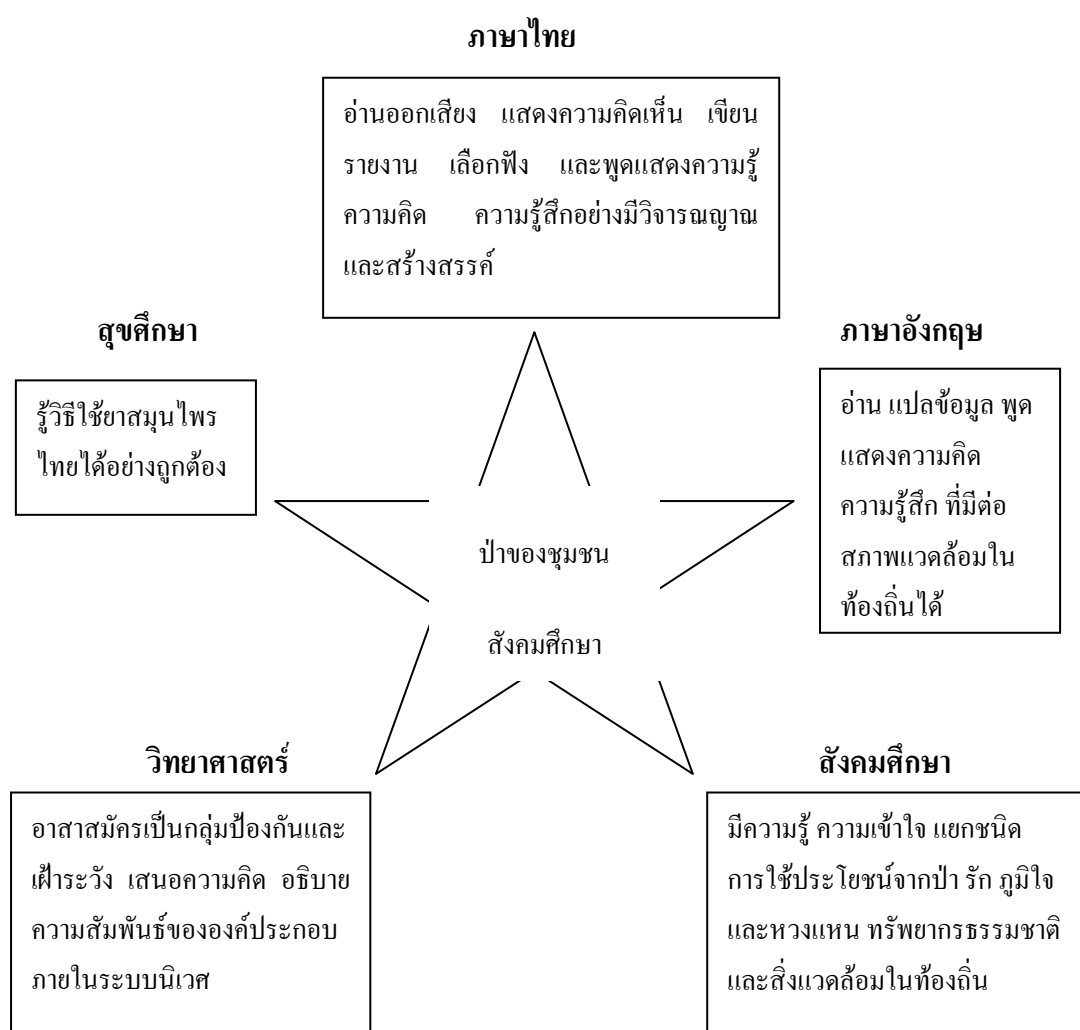 ภาษาไทย
อ่านออกเสียง แสดงความคิดเห็น เขียน
รายงาน เลือกฟัง และพูดแสดงความรู้
ความคิด ความรู้สึกอย่างมีวิจารณญาณ
และสร้างสรรค์
สุขศึกษา
รู้วิธีใช้ยาสมุนไพร
ไทยได้อย่างถูกต้อง
ภาษาอังกฤษ
อ่าน แปลข้อมูล พูด
แสดงความคิด
ความรู้สึก ที่มีต่อ
สภาพแวดล้อมใน
ท้องถิ่นได้
ป่าของชุมชน
สังคมศึกษา
วิทยาศาสตร์
อาสาสมัครเป็นกลุ่มป้องกันและ
เฝ้าระวัง เสนอความคิด อธิบาย
ความสัมพันธ์ขององค์ประกอบ
ภายในระบบนิเวศ
สังคมศึกษา
มีความรู้ ความเข้าใจ แยกชนิด
การใช้ประโยชน์จากป่า รัก ภูมิใจ
และหวงแหน ทรัพยากรธรรมชาติ
และสิ่งแวดล้อมในท้องถิ่น